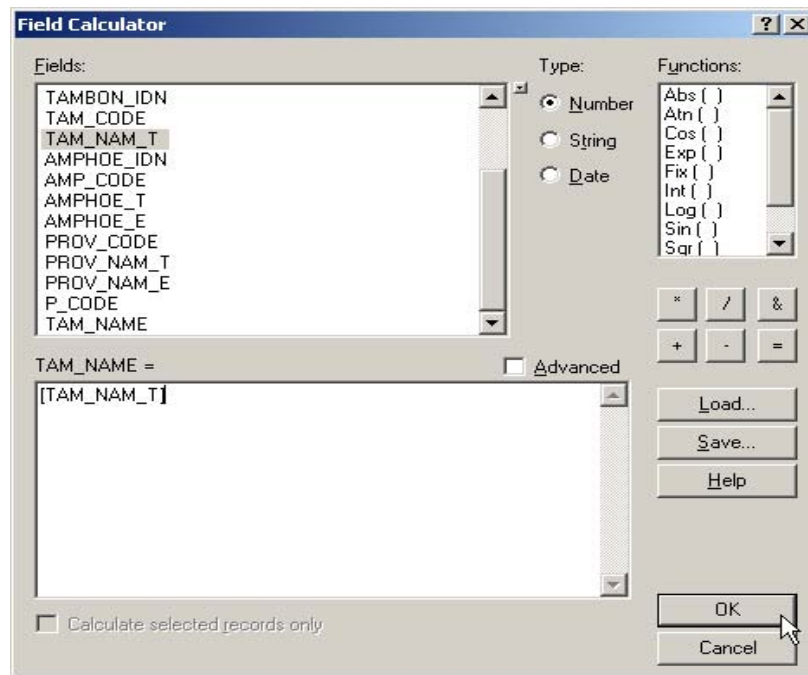 Field Calculator
Fields:
TAMBON_IDN
TAM_CODE
TAM_NAM_T
AMPHOE_IDN
AMP_CODE
AMPHOE_T
AMPHOE_E
PROV_CODE
PROV_NAM_T
PROV_NAM_E
P_CODE
TAM_NAME
Type:
Number
String
Date
Functions:
Abs ( )
Atn ( )
Cos ( )
Exp ( )
Fix ( )
Int ( )
Log ( )
Sin ( )
Sqr ( )
* / &
+ - =
TAM_NAME =
Advanced
[TAM_NAM_T]
Load...
Save...
Help
Calculate selected records only
OK
Cancel